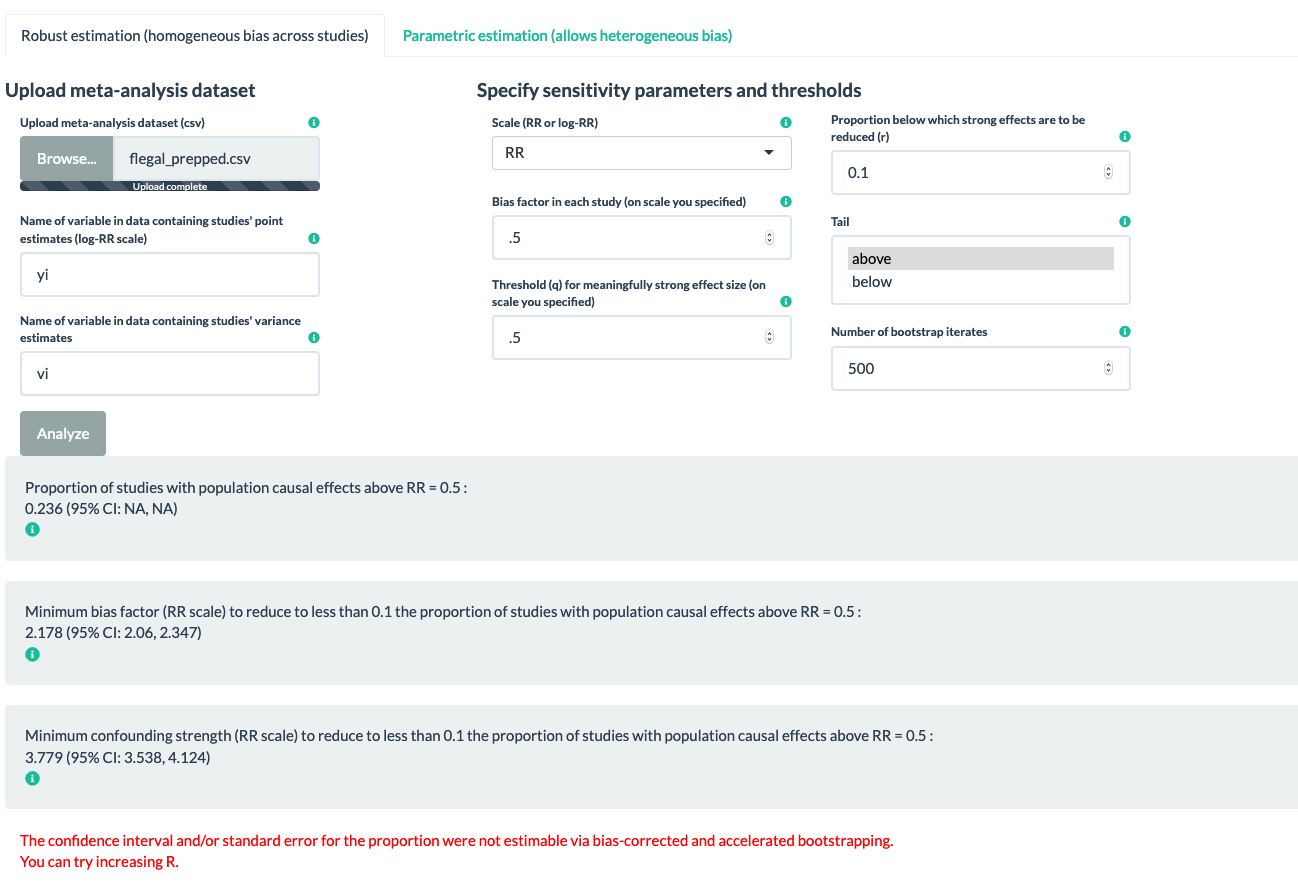 Robust estimation (homogeneous bias across studies)
Parametric estimation (allows heterogeneous bias)
Upload meta-analysis dataset
Upload meta-analysis dataset (csv)
Browse...
flegal_prepped.csv
Upload complete
Name of variable in data containing studies' point
estimates (log-RR scale)
yi
Name of variable in data containing studies' variance
estimates
vi
Analyze
Specify sensitivity parameters and thresholds
Scale (RR or log-RR)
RR
Bias factor in each study (on scale you specified)
.5
Threshold (q) for meaningfully strong effect size (on
scale you specified)
.5
Proportion below which strong effects are to be
reduced (r)
0.1
Tail
above
below
Number of bootstrap iterates
500
Proportion of studies with population causal effects above RR = 0.5 :
0.236 (95% CI: NA, NA)
Minimum bias factor (RR scale) to reduce to less than 0.1 the proportion of studies with population causal effects above RR = 0.5 :
2.178 (95% CI: 2.06, 2.347)
Minimum confounding strength (RR scale) to reduce to less than 0.1 the proportion of studies with population causal effects above RR = 0.5 :
3.779 (95% CI: 3.538, 4.124)
The confidence interval and/or standard error for the proportion were not estimable via bias-corrected and accelerated bootstrapping.
You can try increasing R.